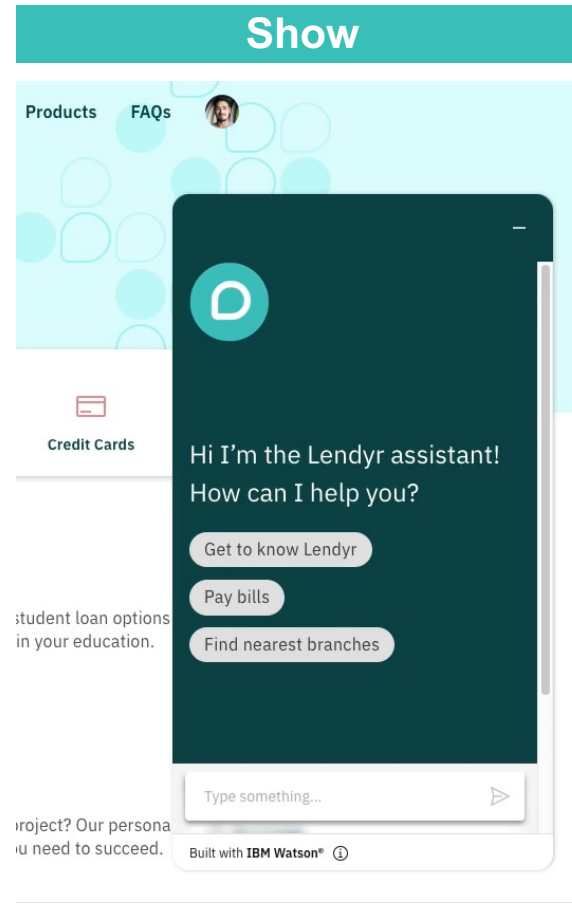 Show
Products FAQs
Credit Cards
Hi I’m the Lendyr assistant!
How can I help you?
Get to know Lendyr
Pay bills
Find nearest branches
student loan options
in your education.
project? Our persona
u need to succeed.
Type something...
Built with IBM Watson®